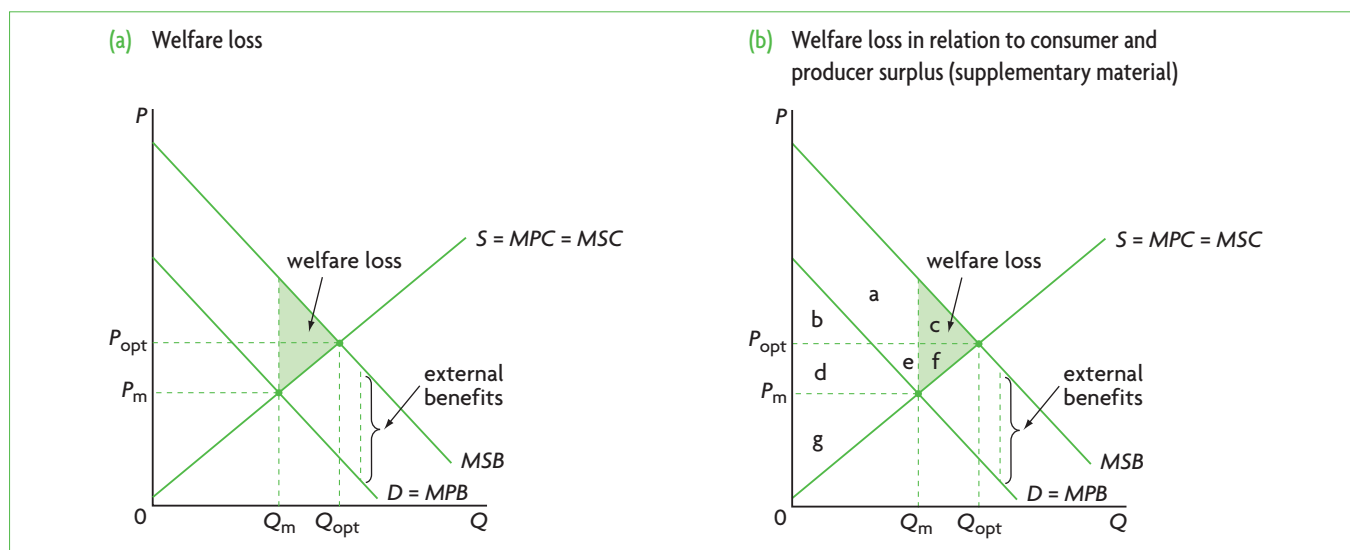 (a) Welfare loss
P
S = MPC = MSC
welfare loss
P_opt
P_m
external
benefits
MSB
D = MPB
0
Q_m
Q_opt
Q
(b) Welfare loss in relation to consumer and
producer surplus (supplementary material)
P
S = MPC = MSC
welfare loss
a
b
c
P_opt
e
f
d
P_m
external
benefits
g
MSB
D = MPB
0
Q_m
Q_opt
Q